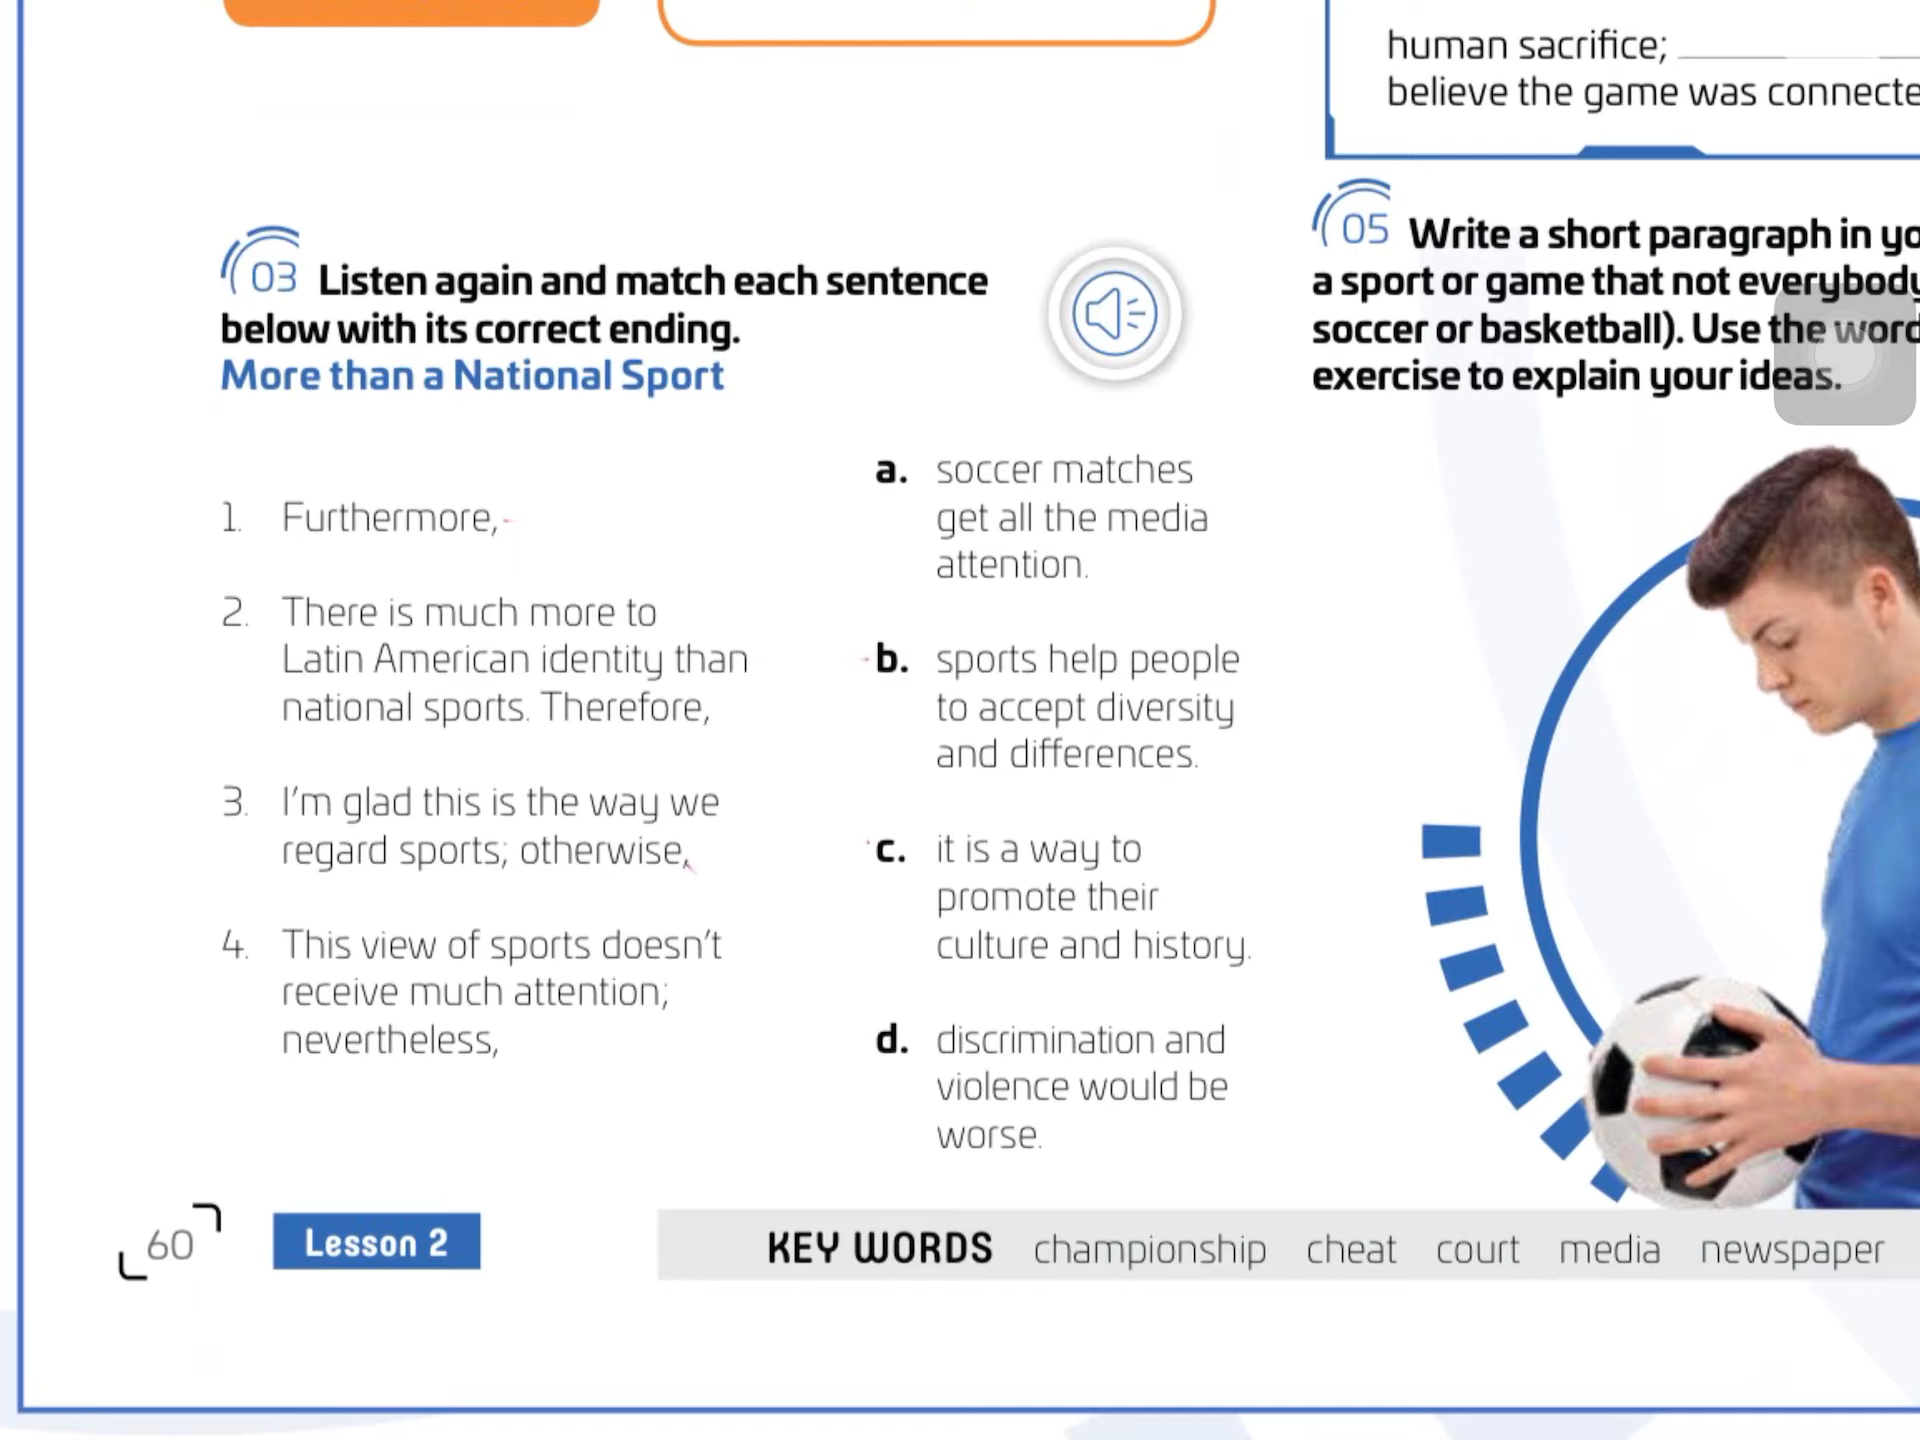 human sacrifice;
believe the game was connecte
03 Listen again and match each sentence
below with its correct ending.
More than a National Sport
1. Furthermore,
2. There is much more to
Latin American identity than
national sports. Therefore,
3. I'm glad this is the way we
regard sports; otherwise,
4. This view of sports doesn't
receive much attention;
nevertheless,
a. soccer matches
get all the media
attention.
b. sports help people
to accept diversity
and differences.
c. it is a way to
promote their
culture and history.
d. discrimination and
violence would be
worse.
05 Write a short paragraph in yo
a sport or game that not everybody
soccer or basketball). Use the word
exercise to explain your ideas.
60
Lesson 2
KEY WORDS championship cheat court media newspaper